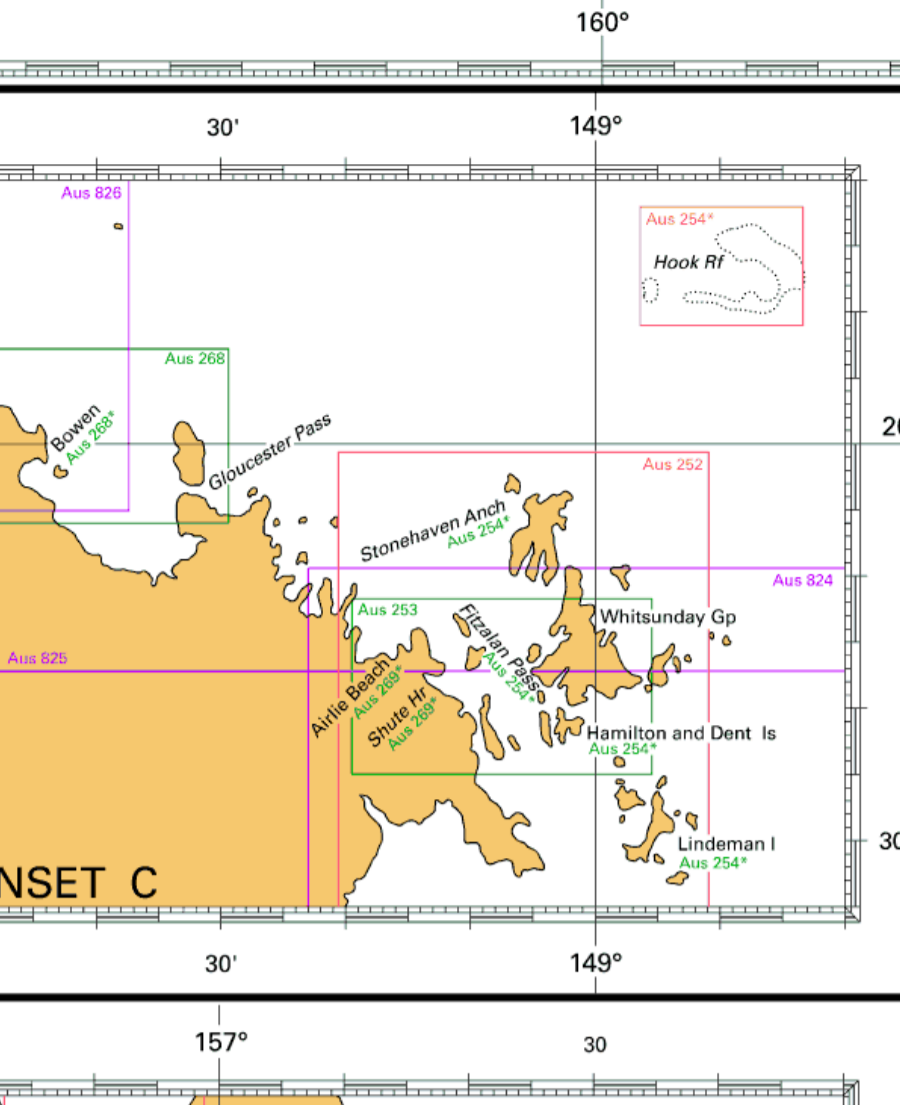 160°
30'
149°
Aus 826
Aus 254*
Hook Rf
Aus 268
Bowen
Aus 268*
Gloucester Pass
Aus 252
Stonehaven Anch
Aus 254*
Aus 824
Aus 253
Fitzalan Pass
Aus 254*
Whitsunday Gp
Aus 825
Airlie Beach
Aus 269*
Shute Hr
Aus 269*
Hamilton and Dent Is
Aus 254*
30
Lindeman I
Aus 254*
NSET C
30'
149°
157°
30